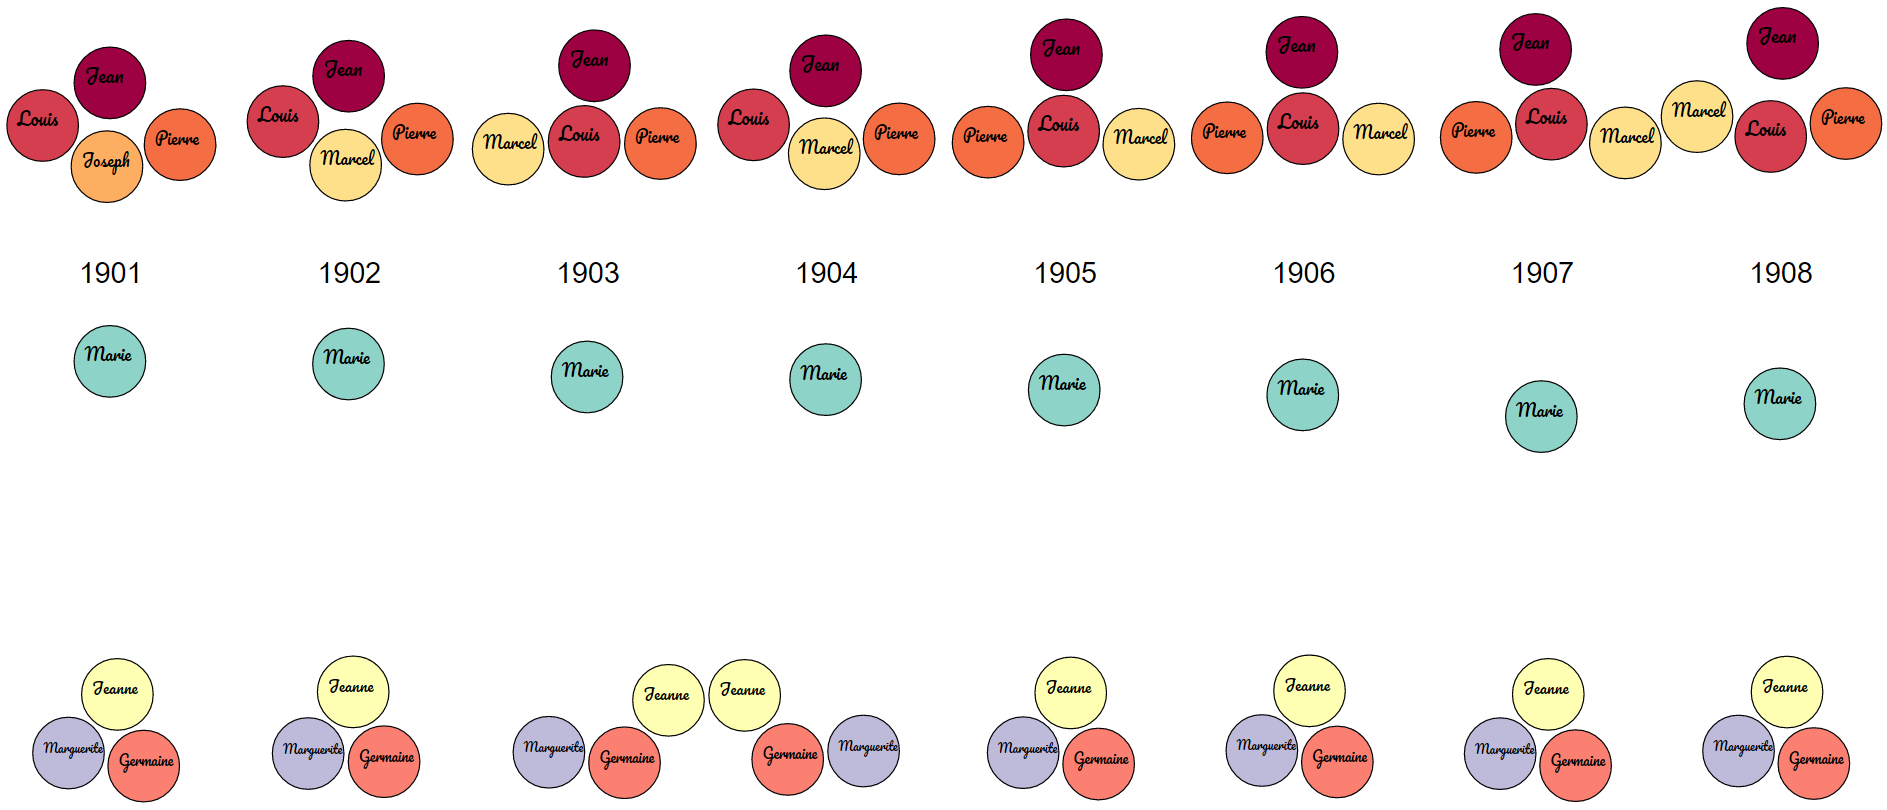 Jean Jean Jean Jean Jean Jean Jean Jean
Louis Joseph Pierre Louis Marcel Pierre Marcel Louis Pierre Louis Marcel Pierre Pierre Louis Marcel Pierre Louis Marcel Pierre Louis Marcel Marcel Louis Pierre
1901 1902 1903 1904 1905 1906 1907 1908
Marie Marie Marie Marie Marie Marie Marie Marie
Jeanne Jeanne Jeanne Jeanne Jeanne Jeanne Jeanne Jeanne
Marguerite Germaine Marguerite Germaine Marguerite Germaine Germaine Marguerite Marguerite Germaine Marguerite Germaine Marguerite Germaine Marguerite Germaine